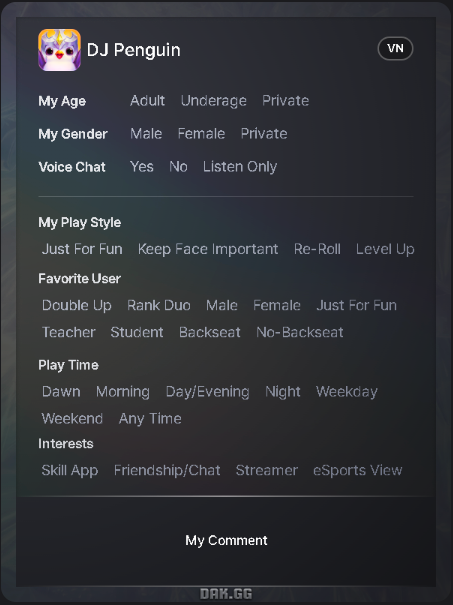 DJ Penguin VN
My Age Adult Underage Private
My Gender Male Female Private
Voice Chat Yes No Listen Only
My Play Style
Just For Fun Keep Face Important Re-Roll Level Up
Favorite User
Double Up Rank Duo Male Female Just For Fun
Teacher Student Backseat No-Backseat
Play Time
Dawn Morning Day/Evening Night Weekday
Weekend Any Time
Interests
Skill App Friendship/Chat Streamer eSports View
My Comment
DAK.GG